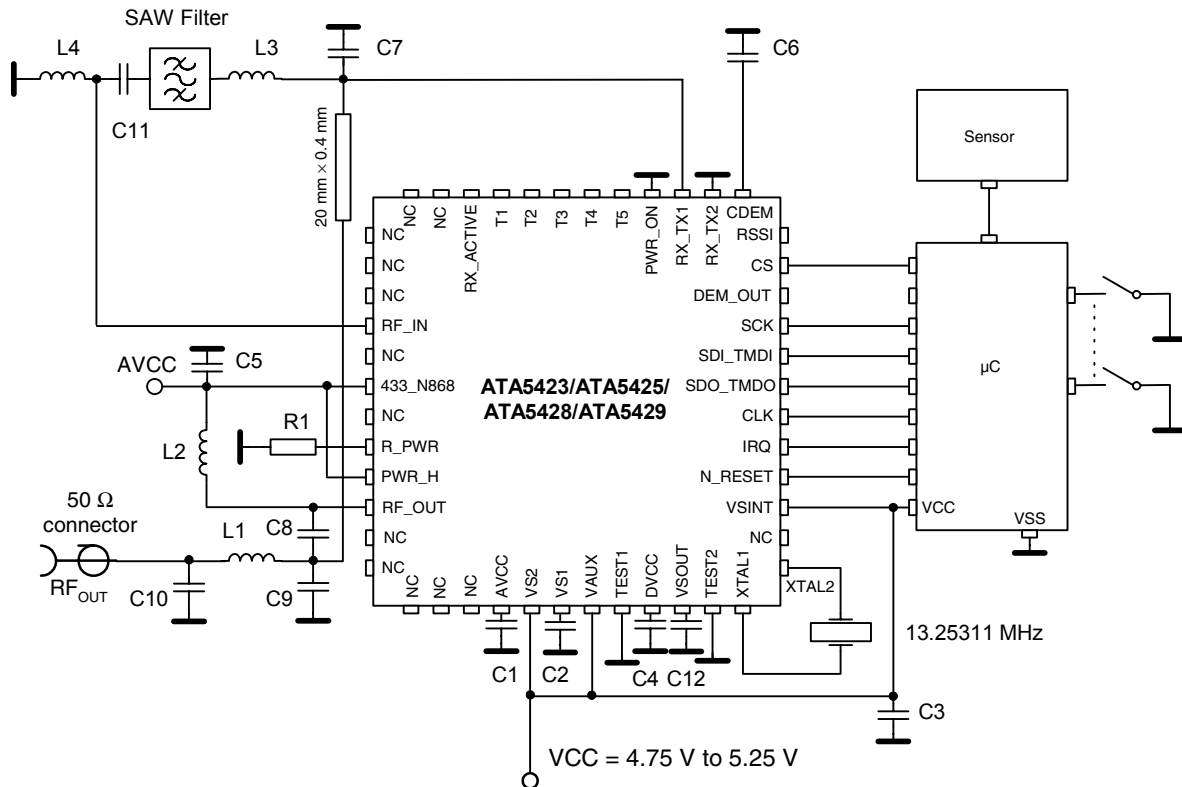 SAW Filter
L4
L3
C7
C6
C11
20 mm × 0.4 mm
Sensor
NC
NC
RX_ACTIVE
T1
T2
T3
T4
T5
PWR_ON
RX_TX1
RX_TX2
CDEM
NC
NC
NC
RF_IN
NC
433_N868
NC
R_PWR
PWR_H
RF_OUT
NC
NC
RSSI
CS
DEM_OUT
SCK
SDI_TMDI
SDO_TMDO
CLK
IRQ
N_RESET
VSINT
NC
XTAL2
ATA5423/ATA5425/
ATA5428/ATA5429
µC
VCC
VSS
AVCC
C5
R1
L2
50 Ω
connector
L1
C8
RFOUT
C10
C9
NC
NC
NC
AVCC
VS2
VS1
VAUX
TEST1
DVCC
VSOUT
TEST2
XTAL1
13.25311 MHz
C1
C2
C4
C12
C3
VCC = 4.75 V to 5.25 V